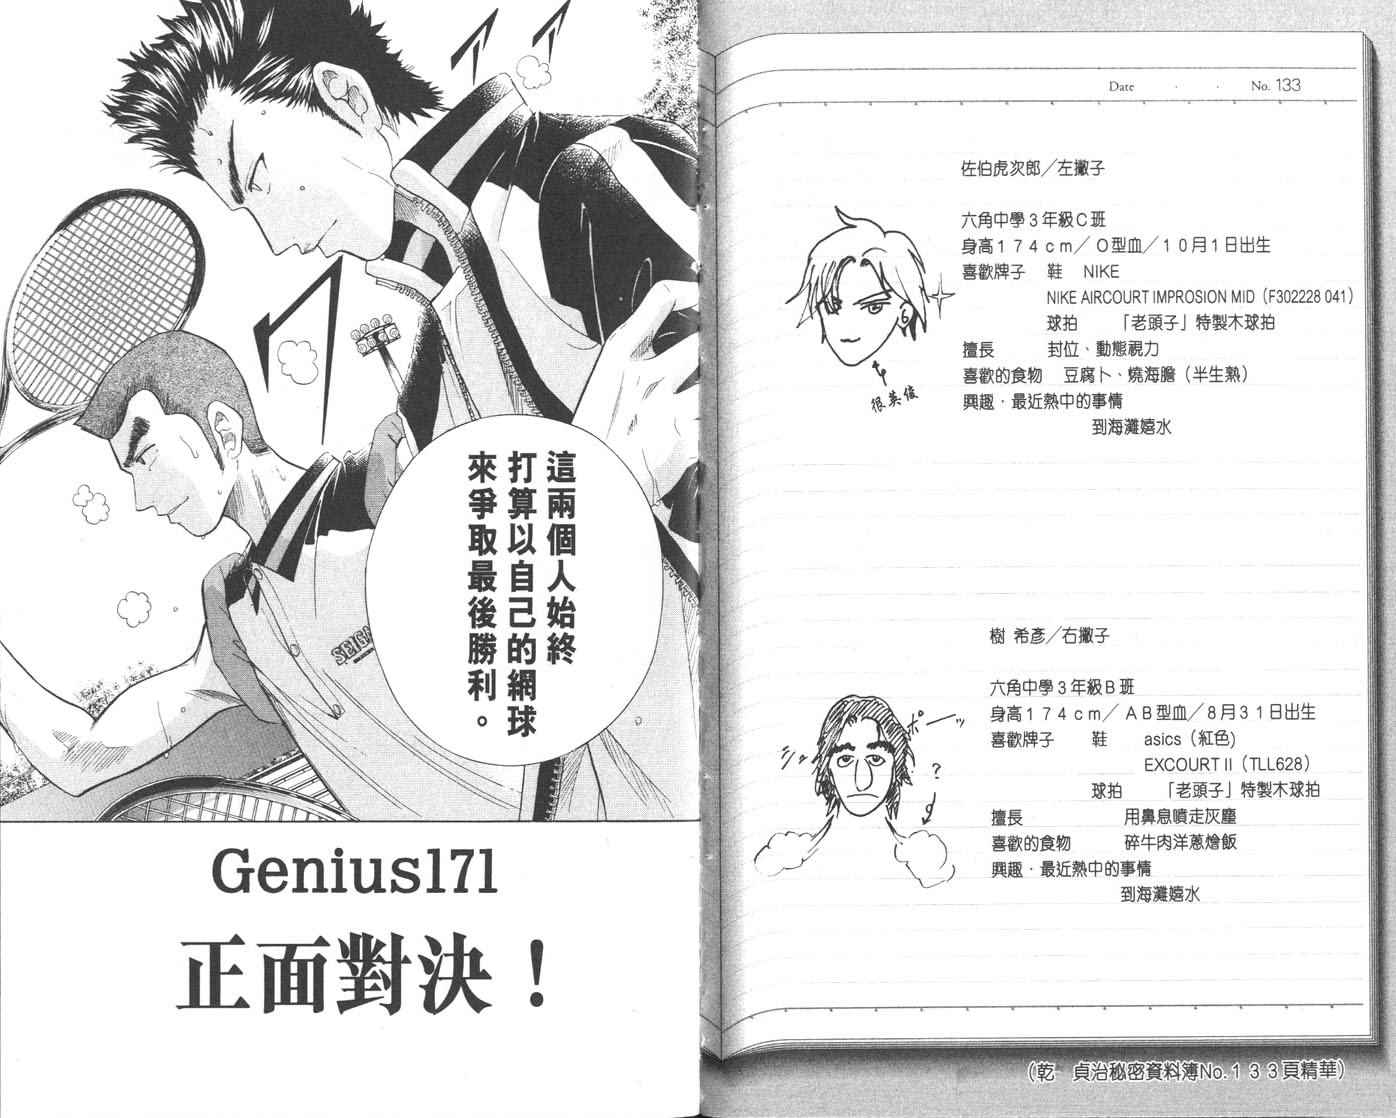 這兩個人始終
打算以自己的網球
來爭取最後勝利。
SEIGA
Genius171
正面對決！
Date . . No. 133
佐伯虎次郎／左撇子
六角中學３年級Ｃ班
身高１７４ｃｍ／Ｏ型血／１０月１日出生
喜歡牌子 鞋 NIKE
NIKE AIRCOURT IMPROSION MID（F302228 041）
球拍 「老頭子」特製木球拍
擅長 封位、動態視力
喜歡的食物 豆腐卜、燒海膽（半生熟）
興趣．最近熱中的事情
到海灘嬉水
很英俊
樹 希彥／右撇子
六角中學３年級Ｂ班
身高１７４ｃｍ／ＡＢ型血／８月３１日出生
喜歡牌子 鞋 asics（紅色）
EXCOURT II（TLL628）
球拍 「老頭子」特製木球拍
擅長 用鼻息噴走灰塵
喜歡的食物 碎牛肉洋蔥燴飯
興趣．最近熱中的事情
到海灘嬉水
ポーッ
シュッ
?
（乾 貞治秘密資料簿No.１３３頁精華）